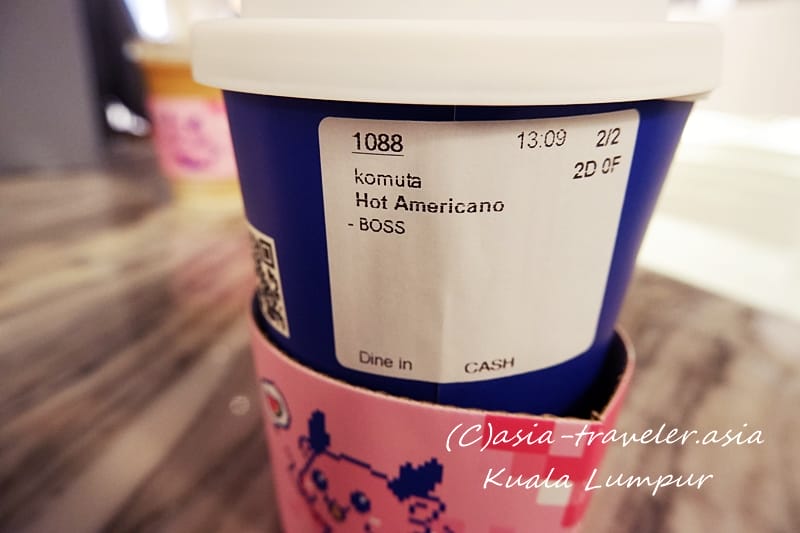 1088 13:09 2/2
2D 0F
komuta
Hot Americano
- BOSS
Dine in CASH
(C)asia-traveler.asia
Kuala Lumpur